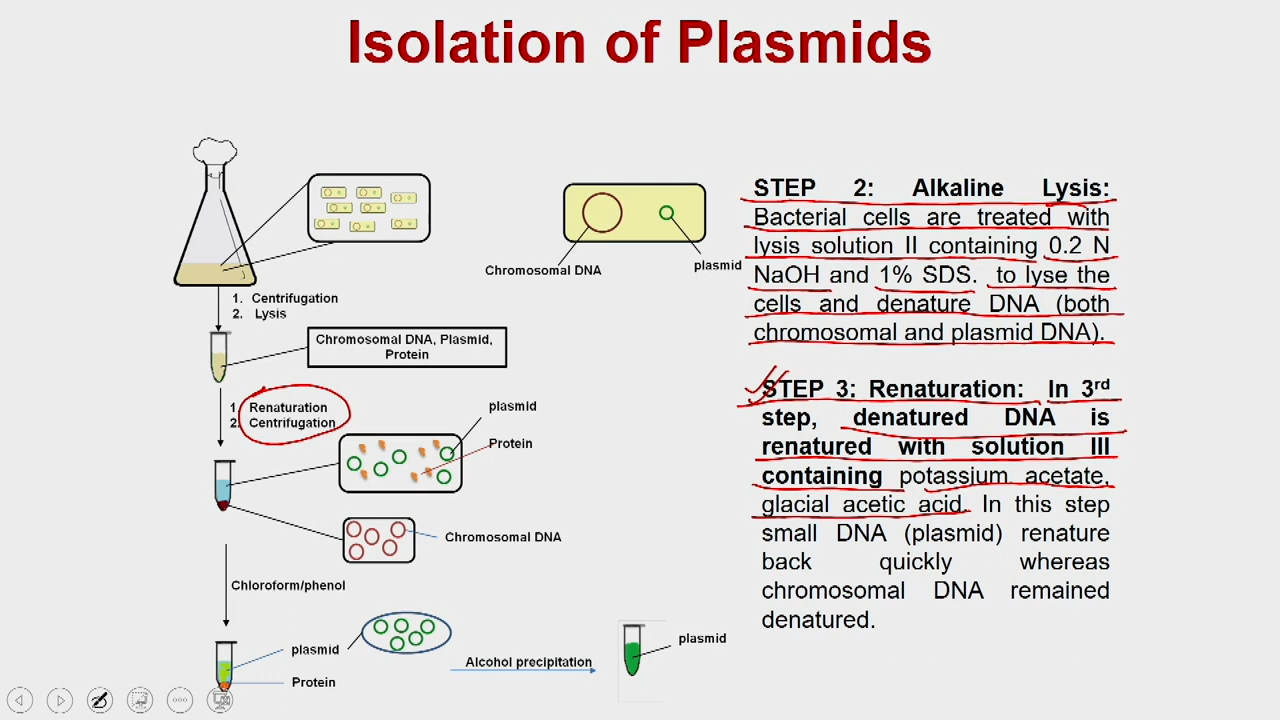 Isolation of Plasmids
Chromosomal DNA
plasmid
1. Centrifugation
2. Lysis
Chromosomal DNA, Plasmid,
Protein
1. Renaturation
2. Centrifugation
plasmid
Protein
Chromosomal DNA
Chloroform/phenol
plasmid
Protein
Alcohol precipitation
plasmid
STEP 2: Alkaline Lysis:
Bacterial cells are treated with
lysis solution II containing 0.2 N
NaOH and 1% SDS. to lyse the
cells and denature DNA (both
chromosomal and plasmid DNA).
STEP 3: Renaturation: In 3rd
step, denatured DNA is
renatured with solution III
containing potassium acetate,
glacial acetic acid. In this step
small DNA (plasmid) renature
back quickly whereas
chromosomal DNA remained
denatured.